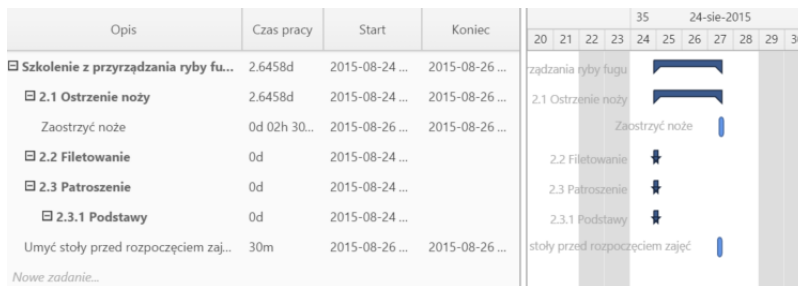 Opis Czas pracy Start Koniec 35 24-sie-2015
20 21 22 23 24 25 26 27 28 29
Szkolenie z przyrządzania ryby fu... 2.6458d 2015-08-24 ... 2015-08-26 ... rządzania ryby fugu
2.1 Ostrzenie noży 2.6458d 2015-08-24 ... 2015-08-26 ... 2.1 Ostrzenie noży
Zaostrzyć noże 0d 02h 30... 2015-08-26 ... 2015-08-26 ... Zaostrzyć noże
2.2 Filetowanie 0d 2015-08-24 ... 2.2 Filetowanie
2.3 Patroszenie 0d 2015-08-24 ... 2.3 Patroszenie
2.3.1 Podstawy 0d 2015-08-24 ... 2.3.1 Podstawy
Umyć stoły przed rozpoczęciem zaj... 30m 2015-08-26 ... 2015-08-26 ... stoły przed rozpoczęciem zajęć
Nowe zadanie...